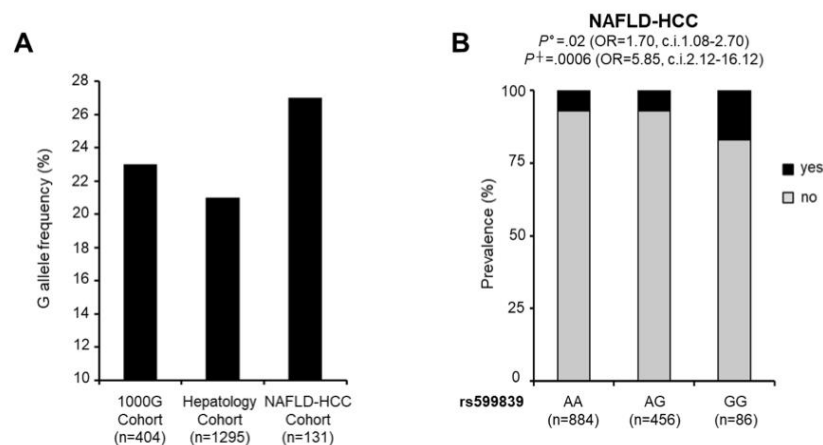 A
G allele frequency (%)
28
26
24
22
20
18
16
14
12
10
1000G Hepatology NAFLD-HCC
Cohort Cohort Cohort
(n=404) (n=1295) (n=131)
B
NAFLD-HCC
P*=.02 (OR=1.70, c.i.1.08-2.70)
P+=.0006 (OR=5.85, c.i.2.12-16.12)
Prevalence (%)
100
75
50
25
0
yes
no
rs599839 AA AG GG
(n=884) (n=456) (n=86)